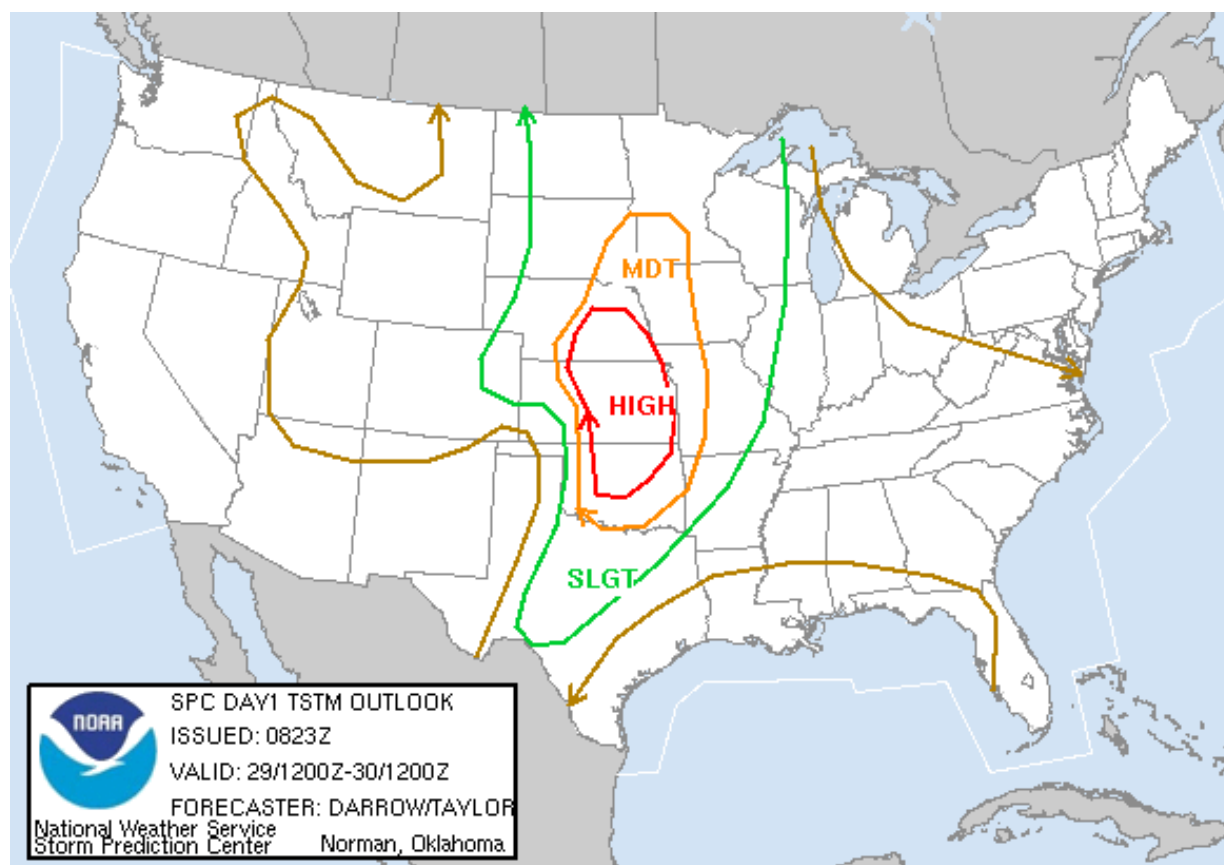 MDT
HIGH
SLGT
NOAA
SPC DAY1 TSTM OUTLOOK
ISSUED: 0823Z
VALID: 29/1200Z-30/1200Z
FORECASTER: DARROW/TAYLOR
National Weather Service
Storm Prediction Center Norman, Oklahoma